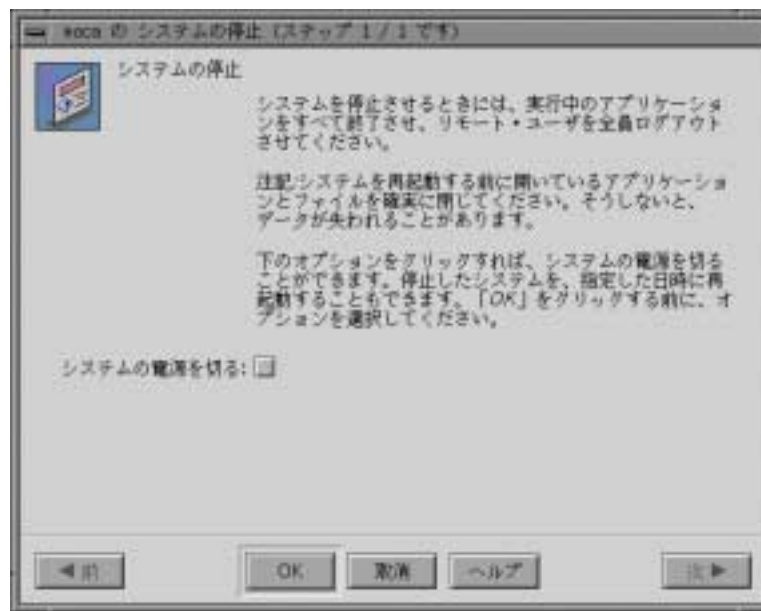 の システムの停止 (ステップ 1 / 1 です)
システムの停止
システムを停止させるときには、実行中のアプリケーショ
ンをすべて終了させ、リモート・ユーザを全員ログアウト
させてください。
注記:システムを再起動する前に開いているアプリケーショ
ンとファイルを確実に閉じてください。そうしないと、
データが失われることがあります。
下のオプションをクリックすれば、システムの電源を切る
ことができます。停止したシステムを、指定した日時に再
起動することもできます。「OK」をクリックする前に、オ
プションを選択してください。
システムの電源を切る:
前
OK
取消
ヘルプ
次